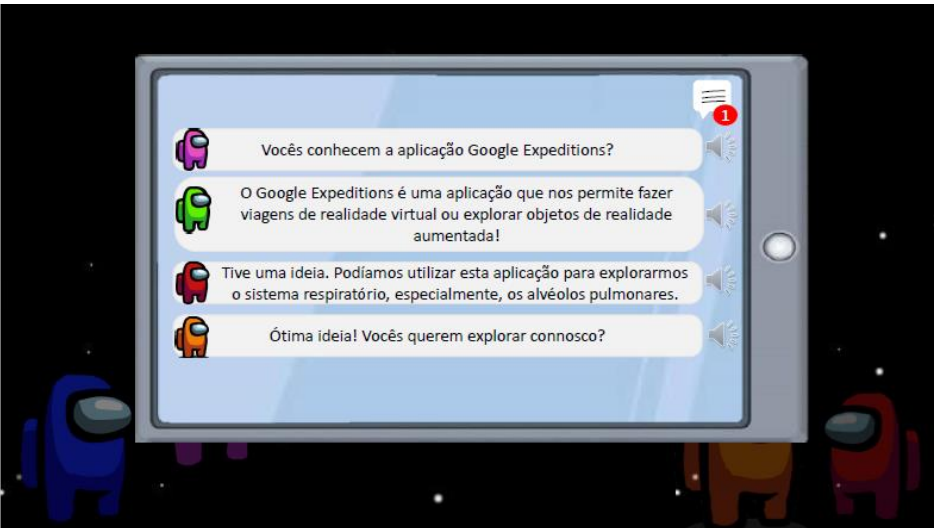 1
Vocês conhecem a aplicação Google Expeditions?
O Google Expeditions é uma aplicação que nos permite fazer
viagens de realidade virtual ou explorar objetos de realidade
aumentada!
Tive uma ideia. Podíamos utilizar esta aplicação para explorarmos
o sistema respiratório, especialmente, os alvéolos pulmonares.
Ótima ideia! Vocês querem explorar connosco?